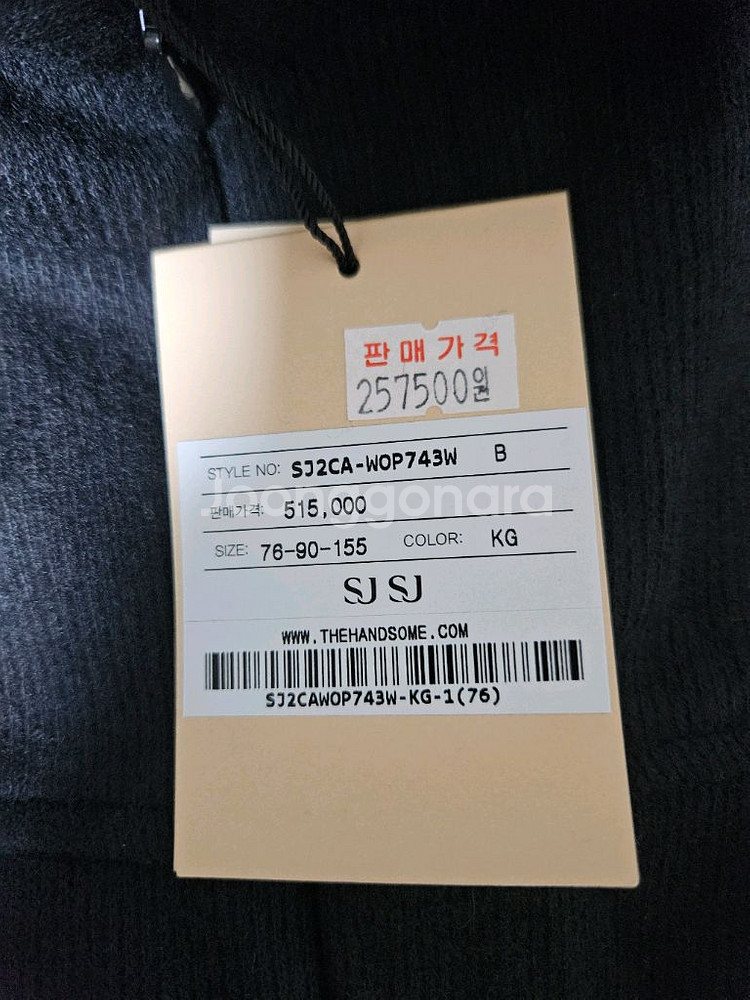 판매가격
257500원
STYLE NO: SJ2CA-WOP743W B
판매가격: 515,000
Joonggonara
SIZE: 76-90-155 COLOR: KG
SJ SJ
WWW.THEHANDSOME.COM
SJ2CAWOP743W-KG-1(76)